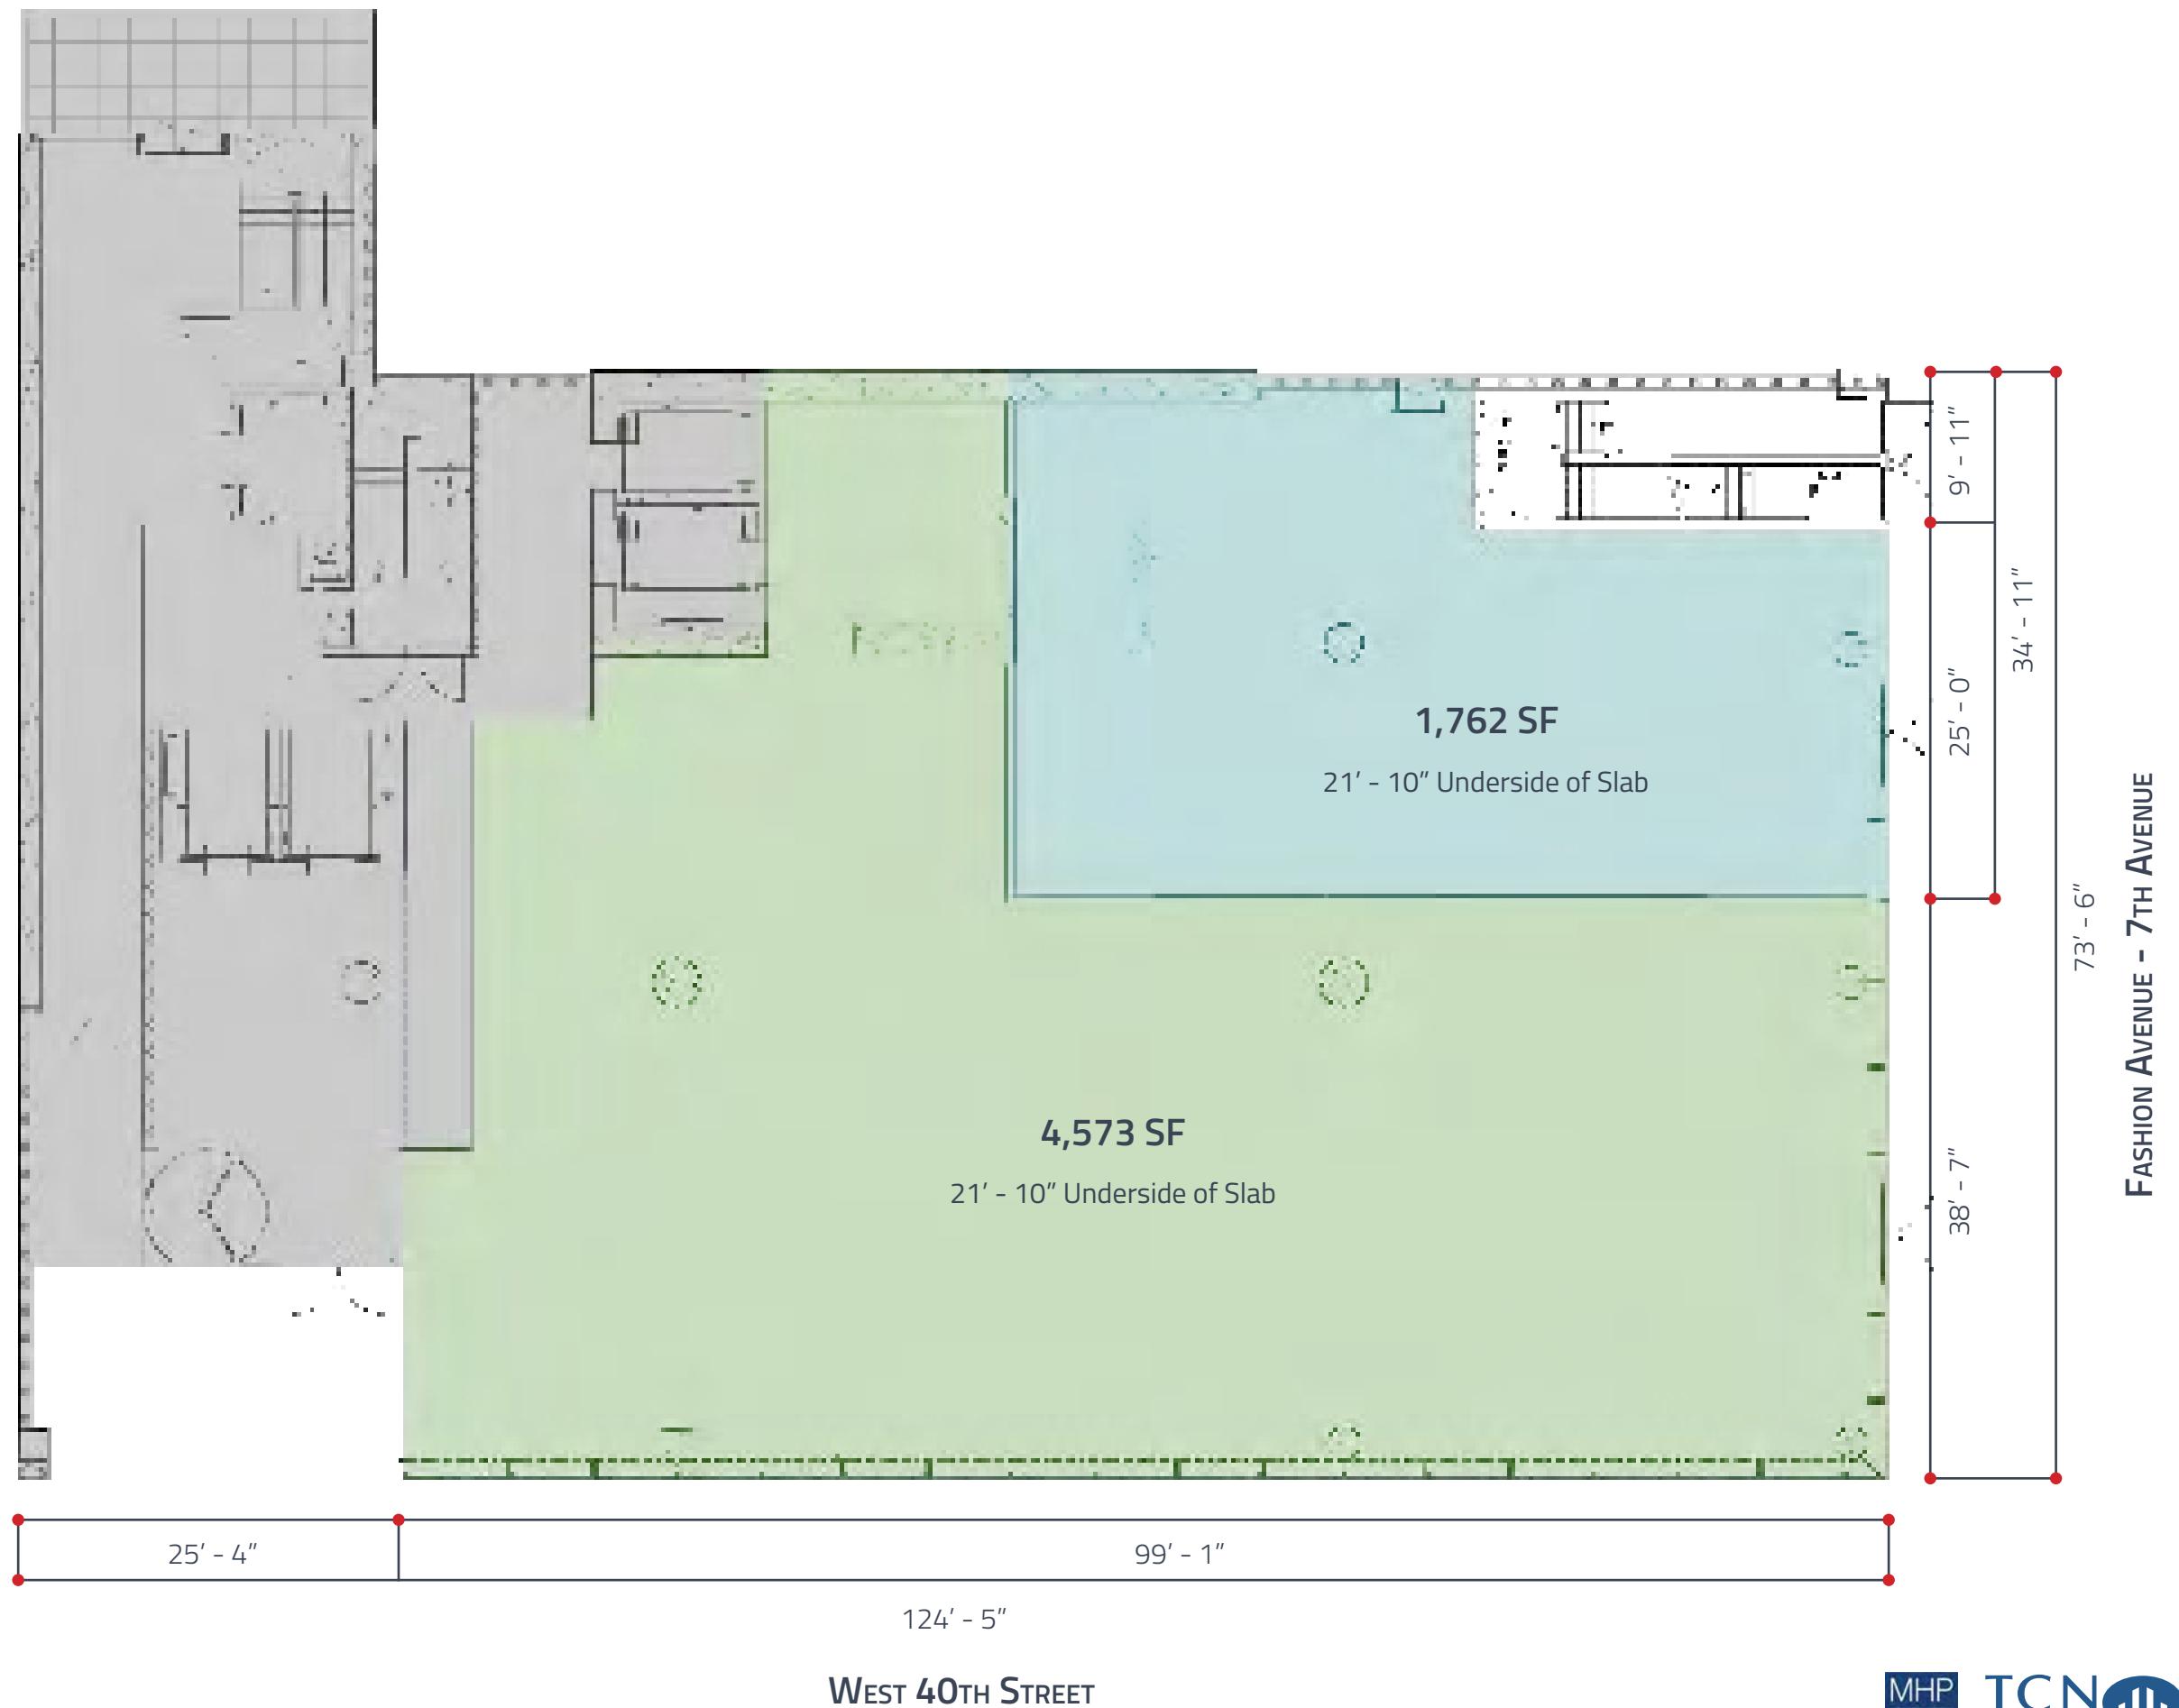 9’ - 11”
34’ - 11”
25’ - 0”
1,762 SF
21’ - 10” Underside of Slab
73’ - 6”
FASHION AVENUE - 7TH AVENUE
4,573 SF
21’ - 10” Underside of Slab
38’ - 7”
25’ - 4”
99’ - 1”
124’ - 5”
WEST 40TH STREET
MHP
TCN